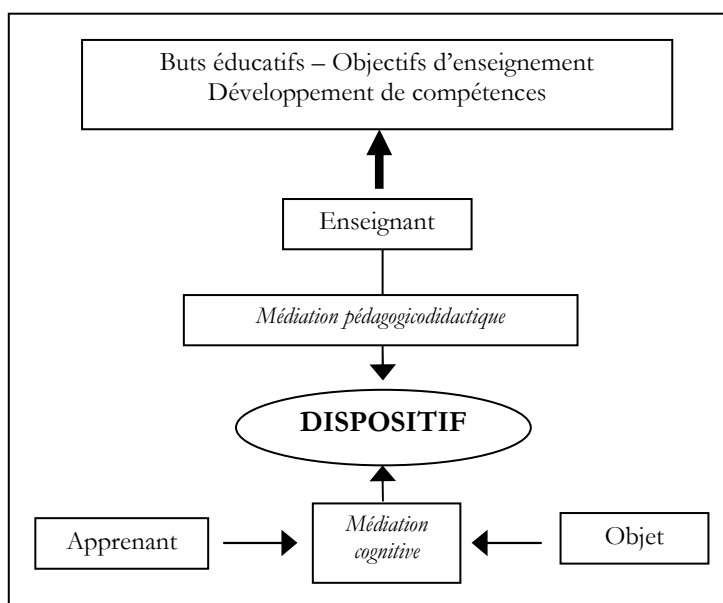 Buts éducatifs – Objectifs d'enseignement
Développement de compétences
Enseignant
Médiation pédagogicodidactique
DISPOSITIF
Apprenant
Médiation
cognitive
Objet